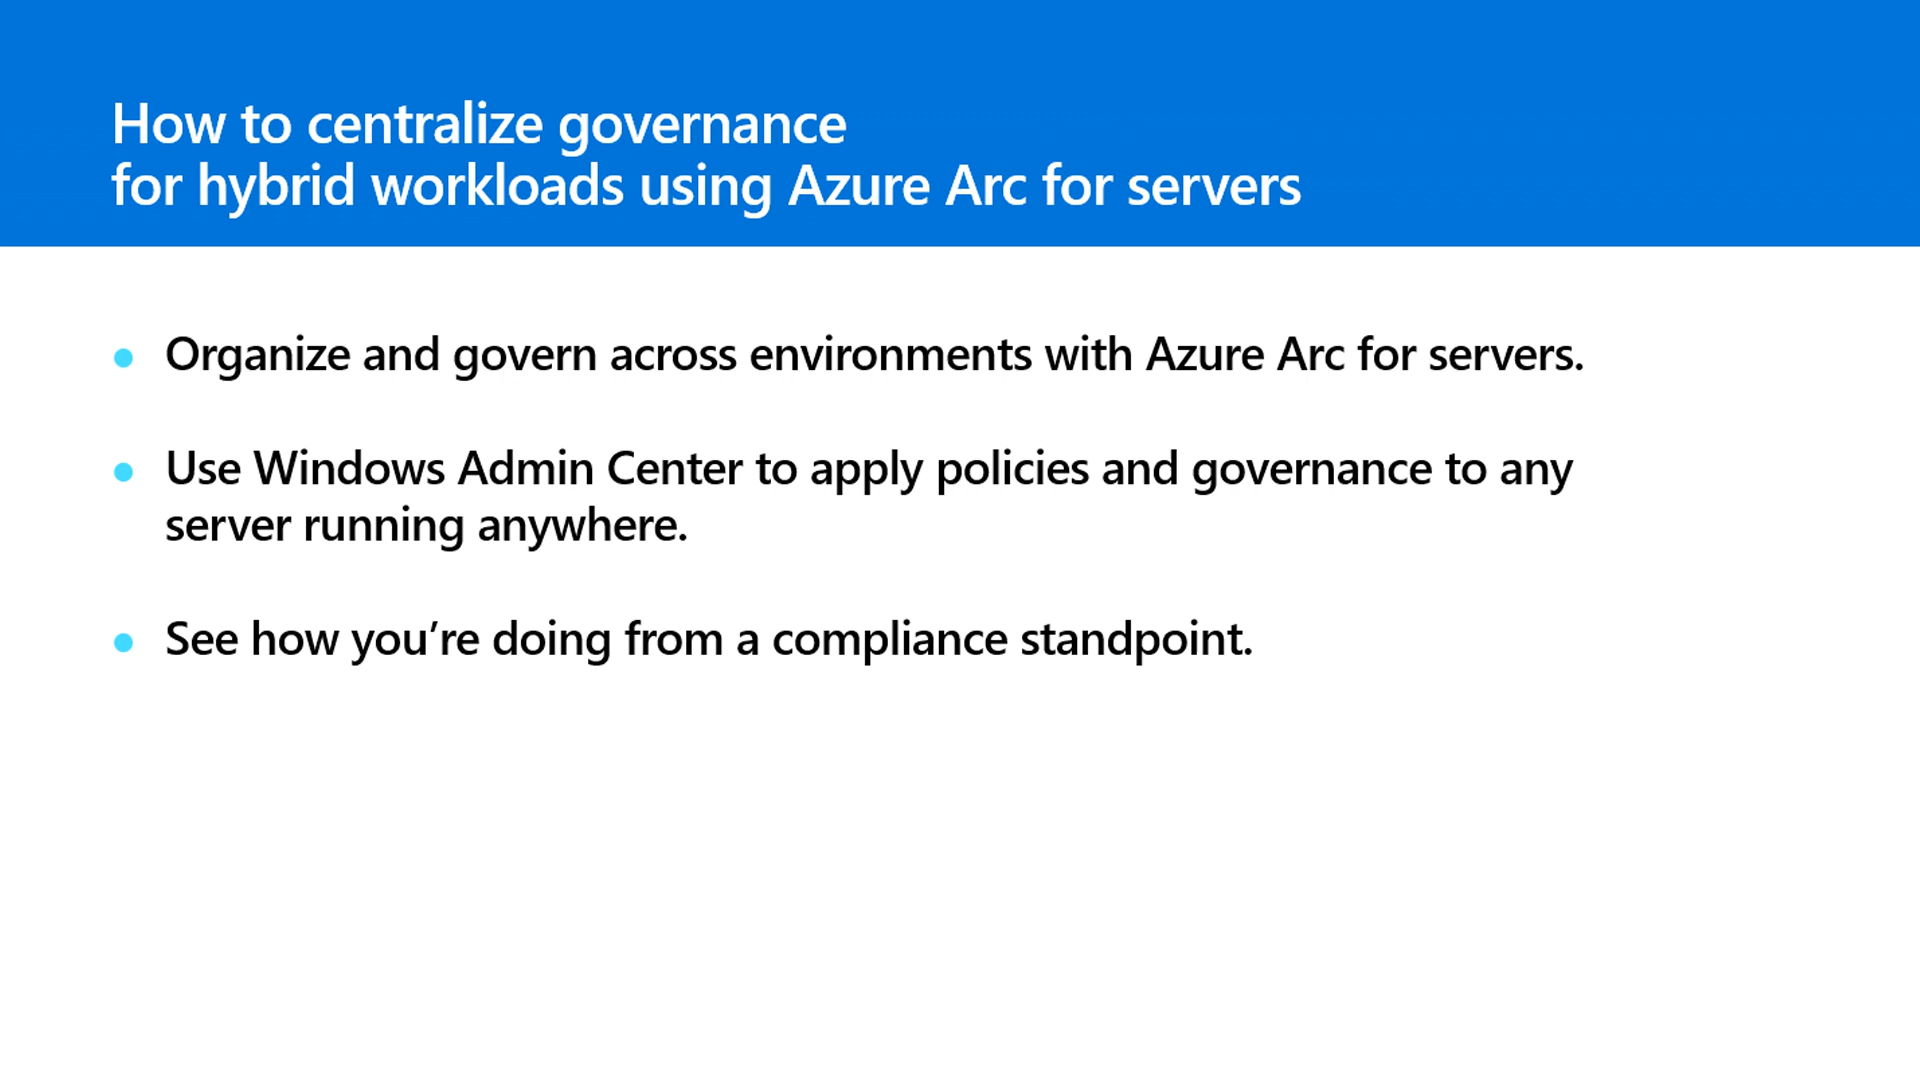 How to centralize governance
for hybrid workloads using Azure Arc for servers
• Organize and govern across environments with Azure Arc for servers.
• Use Windows Admin Center to apply policies and governance to any
server running anywhere.
• See how you’re doing from a compliance standpoint.